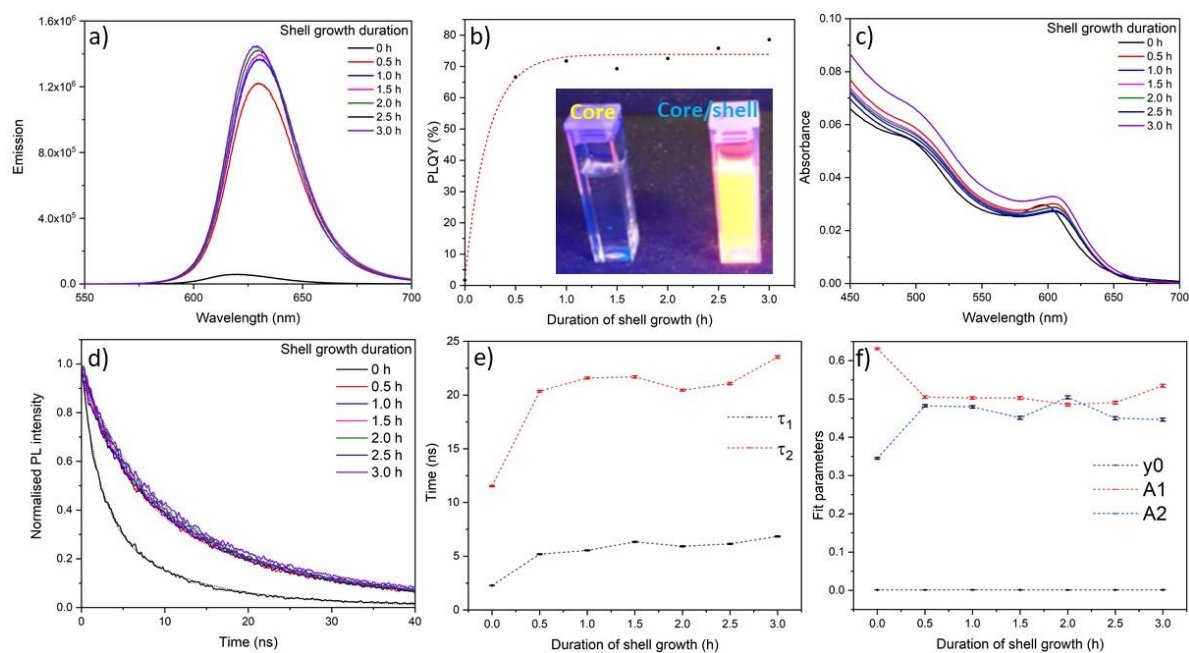 a)
Emission
1.6x10⁶
1.2x10⁶
8.0x10⁵
4.0x10⁵
0.0
550
600
650
700
Wavelength (nm)
Shell growth duration
0 h
0.5 h
1.0 h
1.5 h
2.0 h
2.5 h
3.0 h
b)
PLQY (%)
80
70
60
50
40
30
20
10
0
0.0
0.5
1.0
1.5
2.0
2.5
3.0
Duration of shell growth (h)
Core
Core/shell
c)
Absorbance
0.10
0.08
0.06
0.04
0.02
0.00
450
500
550
600
650
700
Wavelength (nm)
Shell growth duration
0 h
0.5 h
1.0 h
1.5 h
2.0 h
2.5 h
3.0 h
d)
Normalised PL intensity
1.0
0.8
0.6
0.4
0.2
0.0
0
5
10
15
20
25
30
35
40
Time (ns)
Shell growth duration
0 h
0.5 h
1.0 h
1.5 h
2.0 h
2.5 h
3.0 h
e)
Time (ns)
25
20
15
10
5
0
0.0
0.5
1.0
1.5
2.0
2.5
3.0
Duration of shell growth (h)
τ₁
τ₂
f)
Fit parameters
0.6
0.5
0.4
0.3
0.2
0.1
0.0
0.0
0.5
1.0
1.5
2.0
2.5
3.0
Duration of shell growth (h)
y0
A1
A2